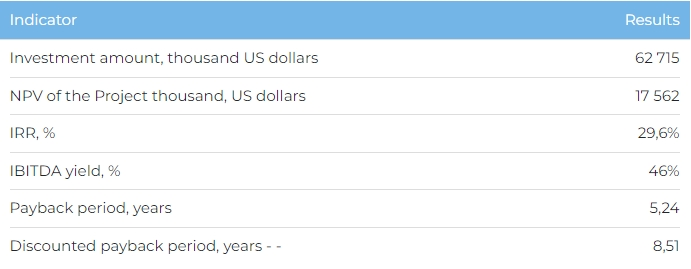 Indicator Results
Investment amount, thousand US dollars 62 715
NPV of the Project thousand, US dollars 17 562
IRR, % 29,6%
IBITDA yield, % 46%
Payback period, years 5,24
Discounted payback period, years - - 8,51